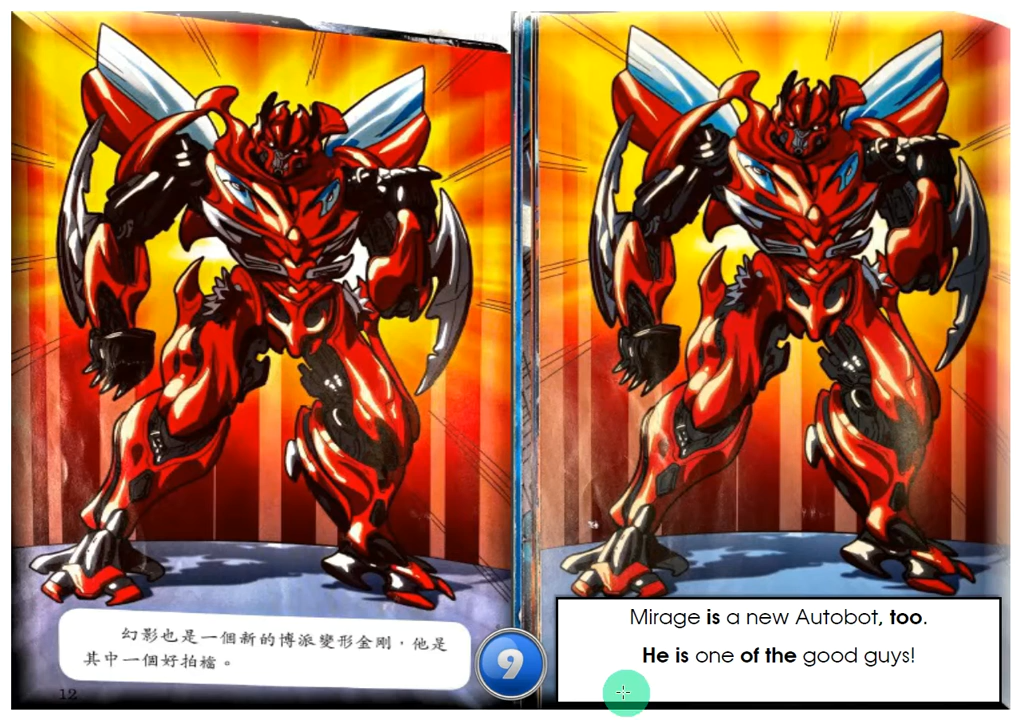 幻影也是一個新的博派變形金剛，他是
其中一個好拍檔。
12
9
Mirage is a new Autobot, too.
He is one of the good guys!